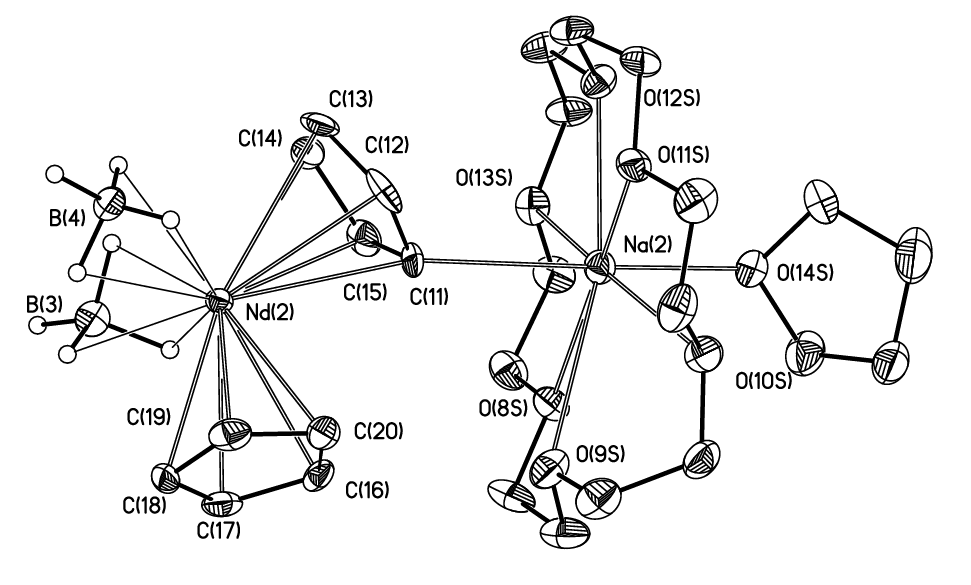 C(13)
C(14)
C(12)
O(12S)
O(11S)
O(13S)
B(4)
Na(2)
O(14S)
B(3)
C(15)
C(11)
Nd(2)
O(10S)
C(19)
C(20)
O(8S)
O(9S)
C(18)
C(16)
C(17)